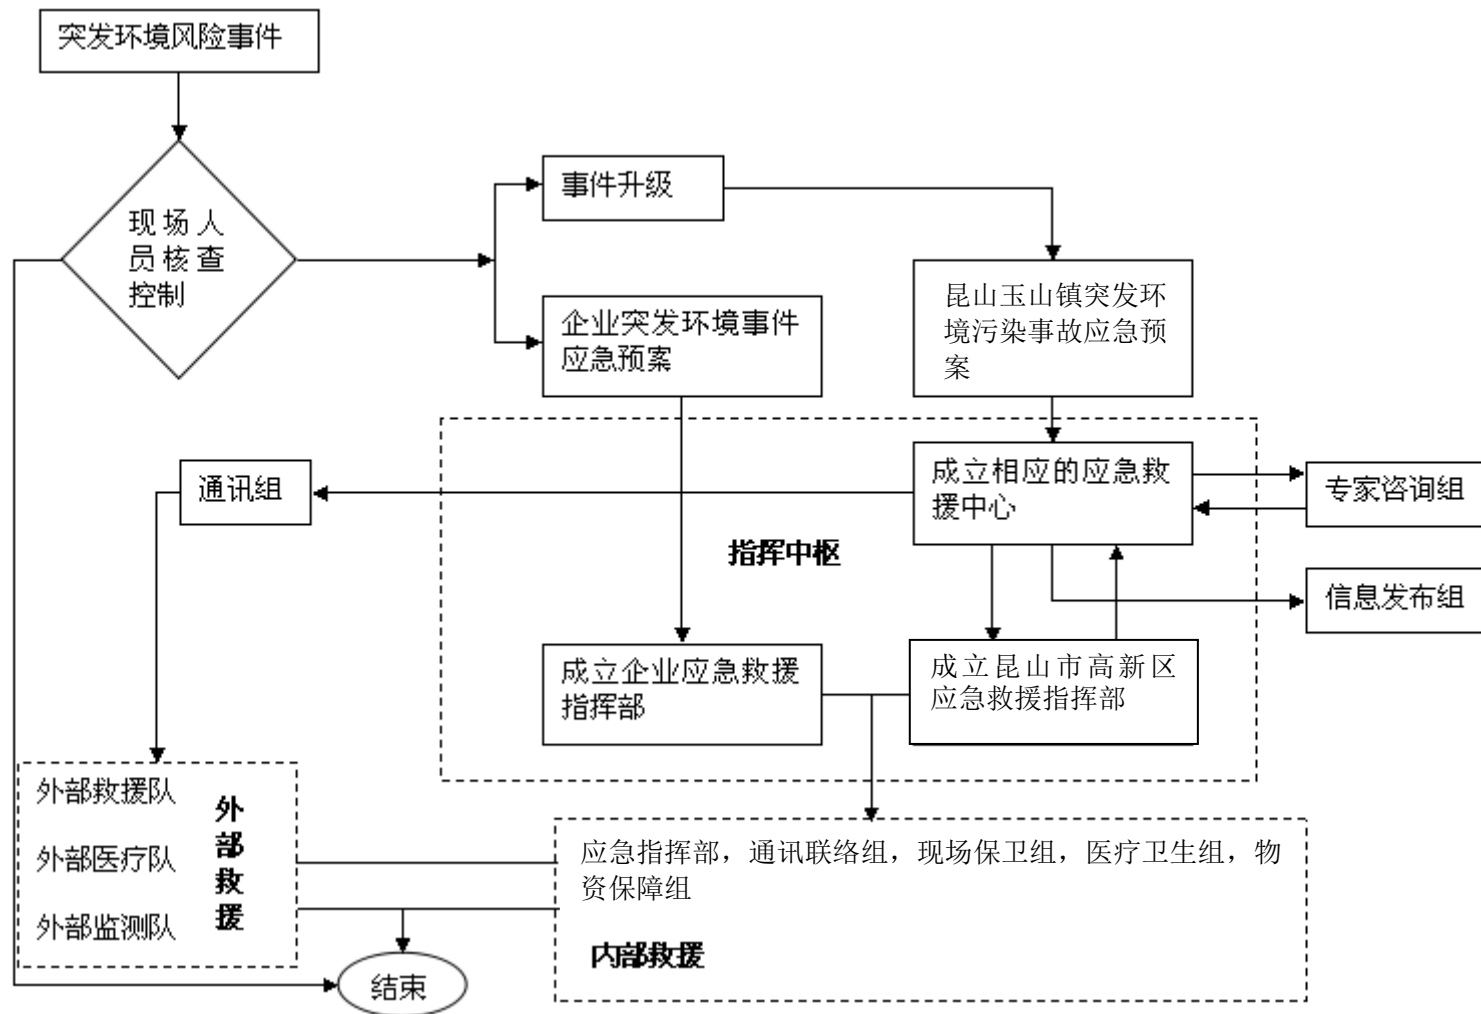 突发环境风险事件
现场人
员核查
控制
事件升级
企业突发环境事件
应急预案
昆山玉山镇突发环
境污染事故应急预
案
通讯组
成立相应的应急救
援中心
专家咨询组
指挥中枢
信息发布组
成立企业应急救援
指挥部
成立昆山市高新区
应急救援指挥部
外部救援队
外部医疗队
外部监测队
外
部
救
援
应急指挥部，通讯联络组，现场保卫组，医疗卫生组，物
资保障组
内部救援
结束